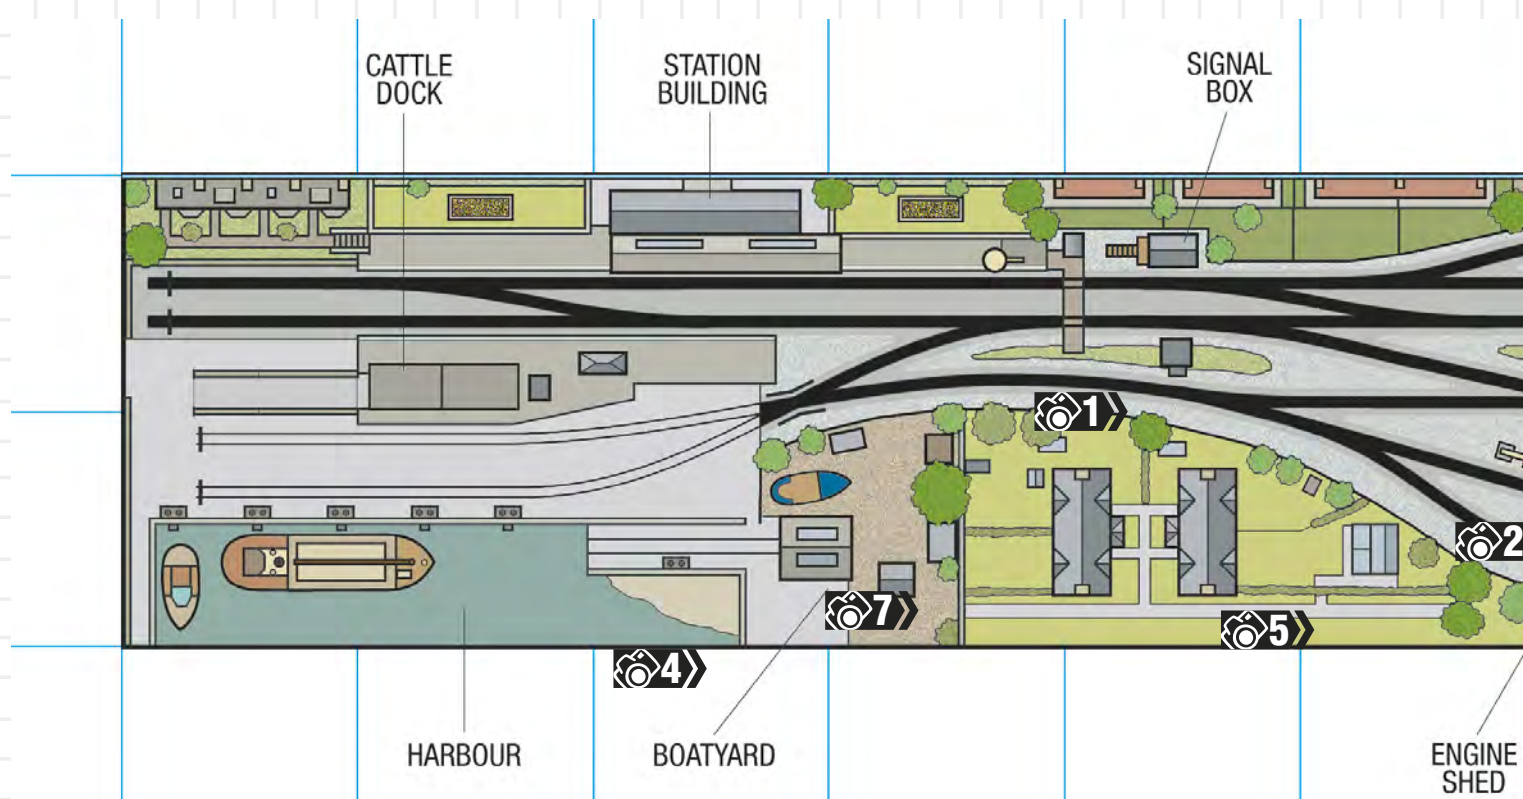 CATTLE
DOCK
STATION
BUILDING
SIGNAL
BOX
1
2
7
5
4
HARBOUR
BOATYARD
ENGINE
SHED